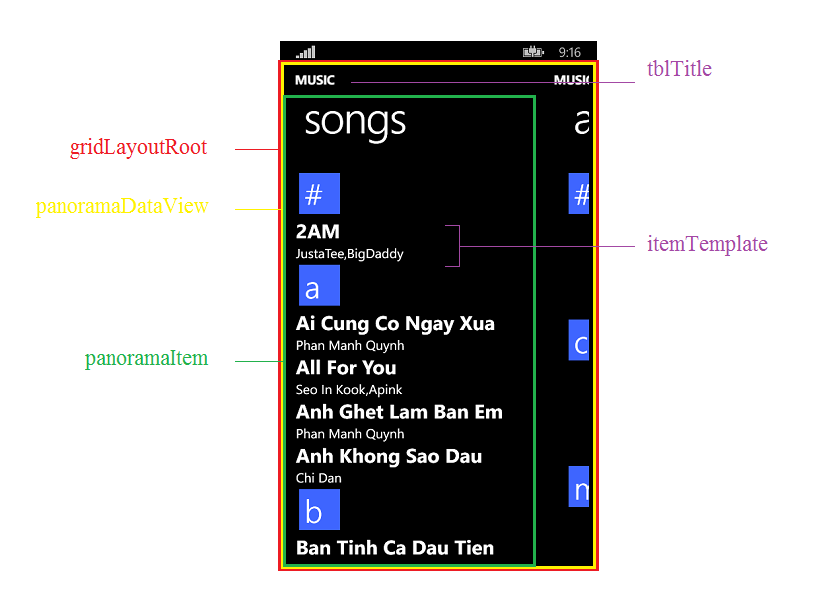 9:16
tblTitle
MUSIC
MUSIC
songs
a
gridLayoutRoot
#
#
panoramaDataView
2AM
JustaTee,BigDaddy
itemTemplate
a
Ai Cung Co Ngay Xua
c
Phan Manh Quynh
panoramaItem
All For You
Seo In Kook,Apink
Anh Ghet Lam Ban Em
Phan Manh Quynh
Anh Khong Sao Dau
Chi Dan
m
b
Ban Tinh Ca Dau Tien